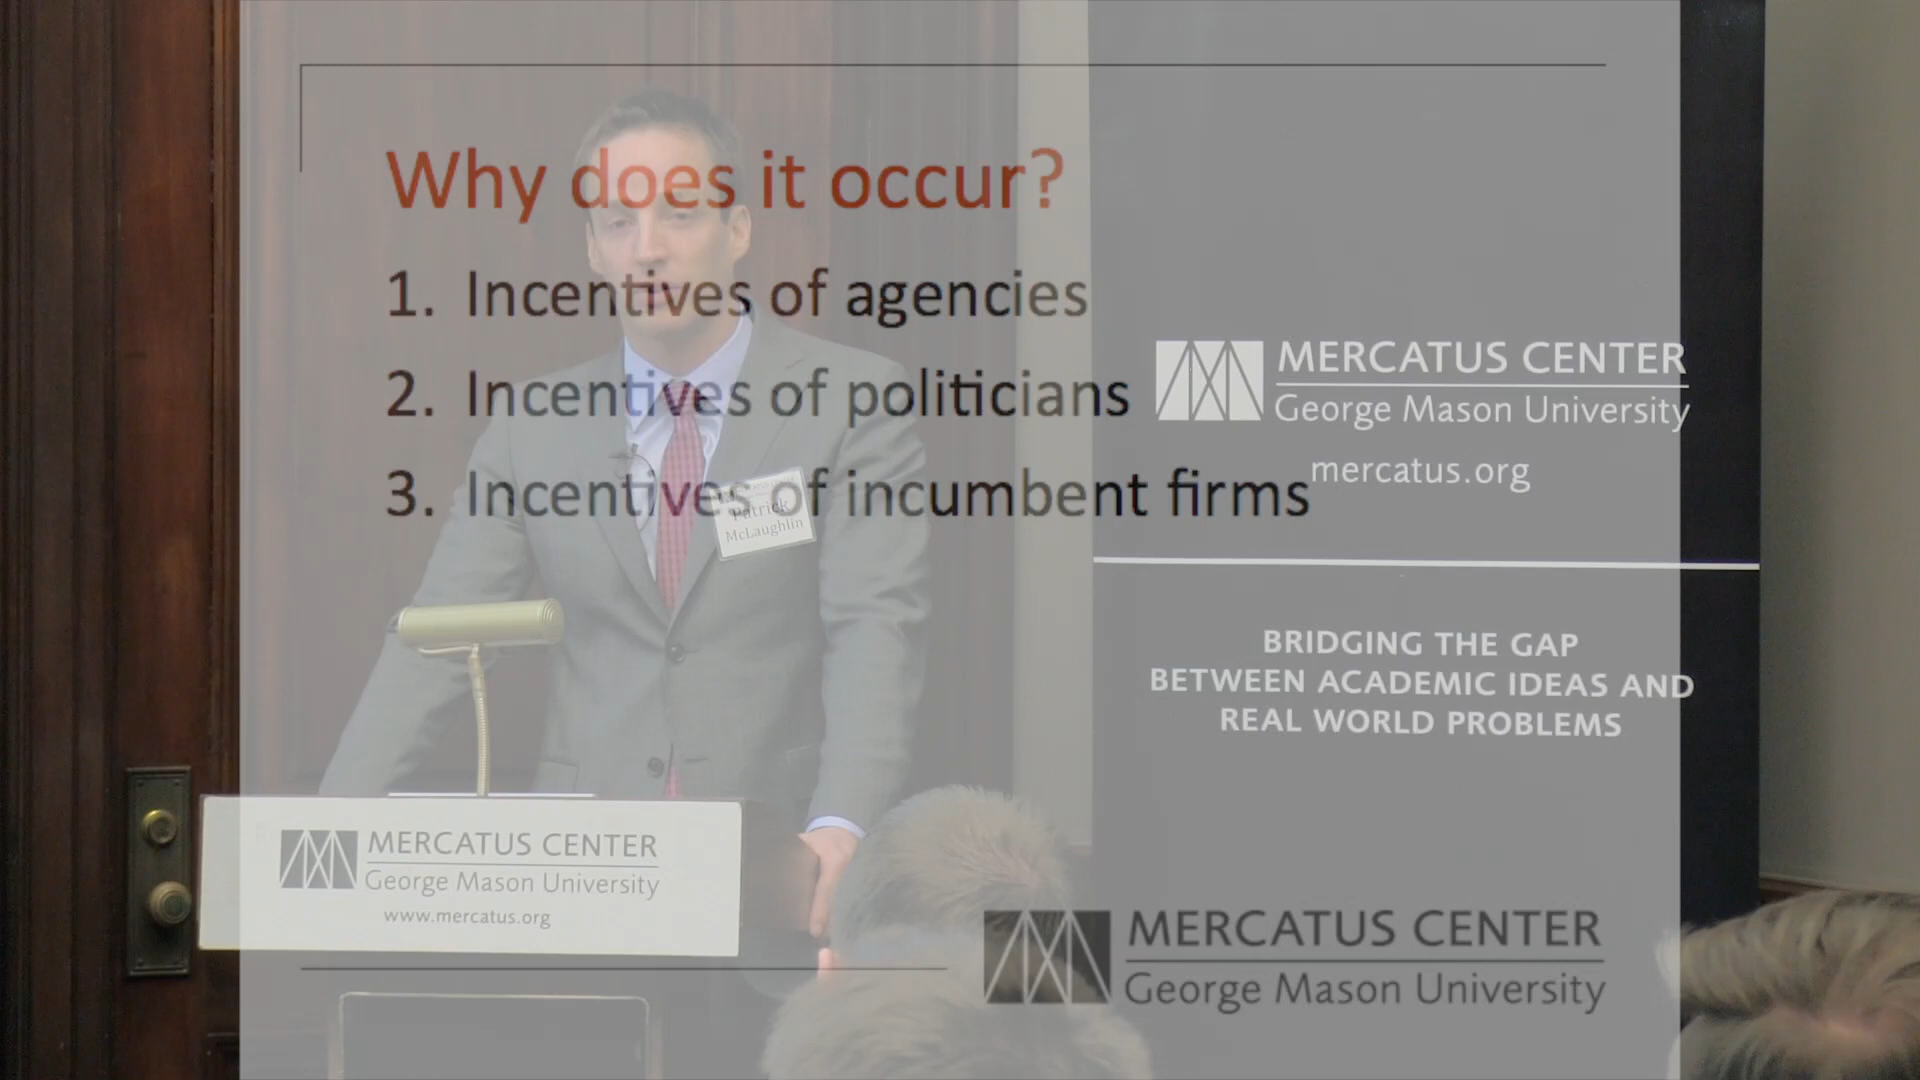 Why does it occur?
1. Incentives of agencies
2. Incentives of politicians
3. Incentives of incumbent firms
MERCATUS CENTER
George Mason University
mercatus.org
BRIDGING THE GAP
BETWEEN ACADEMIC IDEAS AND
REAL WORLD PROBLEMS
Patrick
McLaughlin
MERCATUS CENTER
George Mason University
www.mercatus.org
MERCATUS CENTER
George Mason University